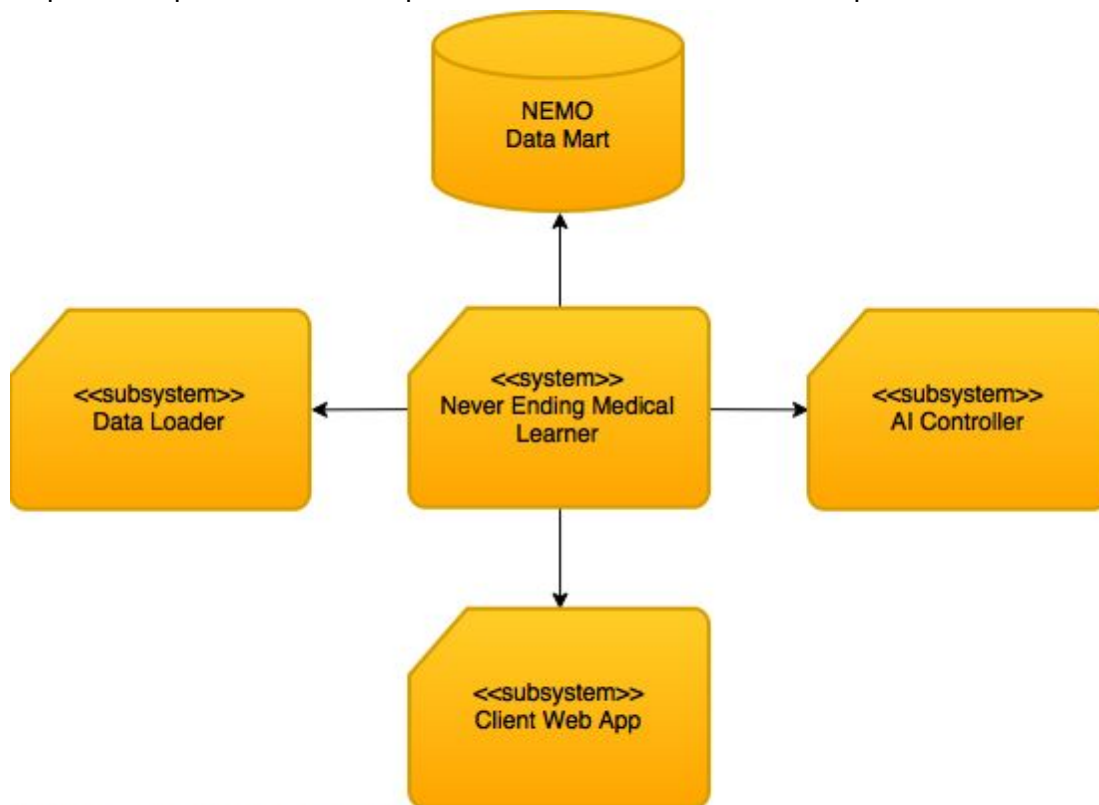 NEMO
Data Mart
<<subsystem>>
Data Loader
<<system>>
Never Ending Medical
Learner
<<subsystem>>
AI Controller
<<subsystem>>
Client Web App